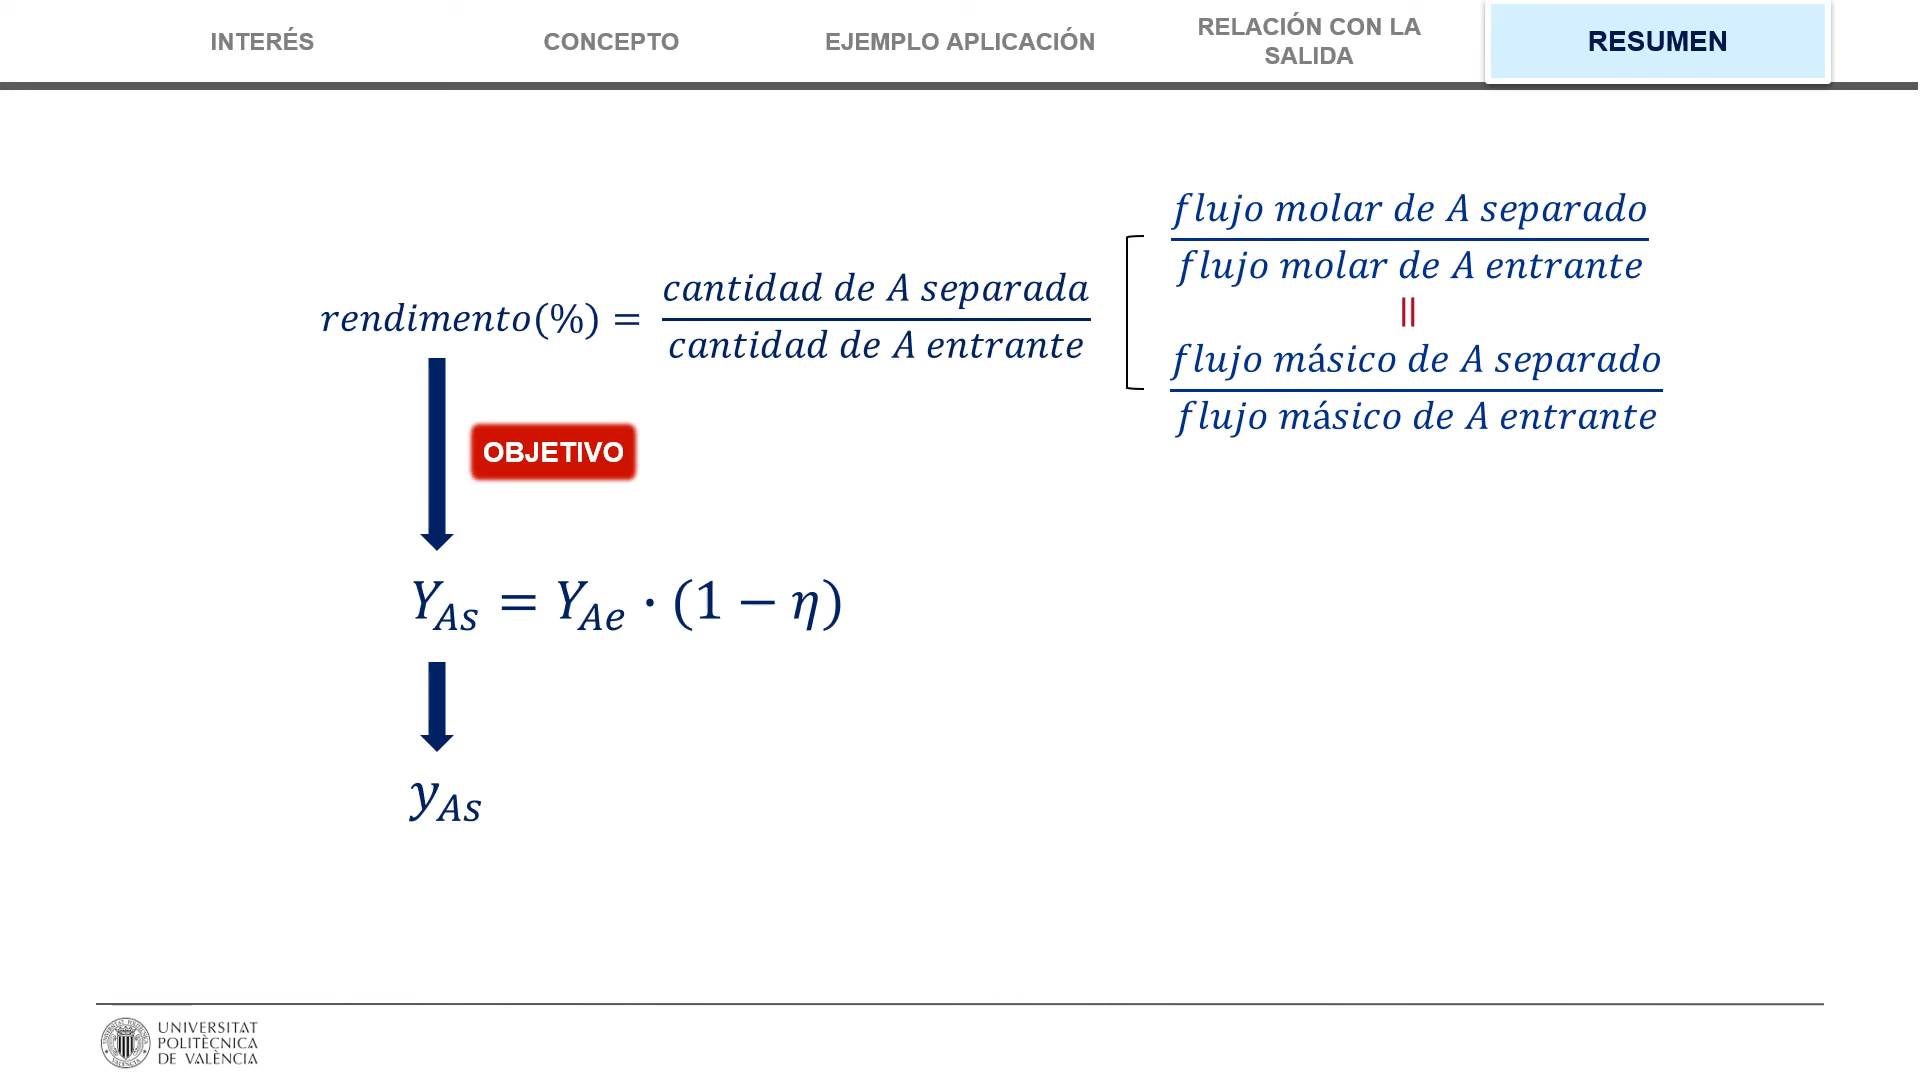 INTERÉS
CONCEPTO
EJEMPLO APLICACIÓN
RELACIÓN CON LA
SALIDA
RESUMEN
rendimento(%) =
cantidad de A separada
cantidad de A entrante
flujo molar de A separado
flujo molar de A entrante
=
flujo másico de A separado
flujo másico de A entrante
OBJETIVO
Y_As = Y_Ae · (1 − η)
y_As
UNIVERSITAT
POLITÈCNICA
DE VALÈNCIA